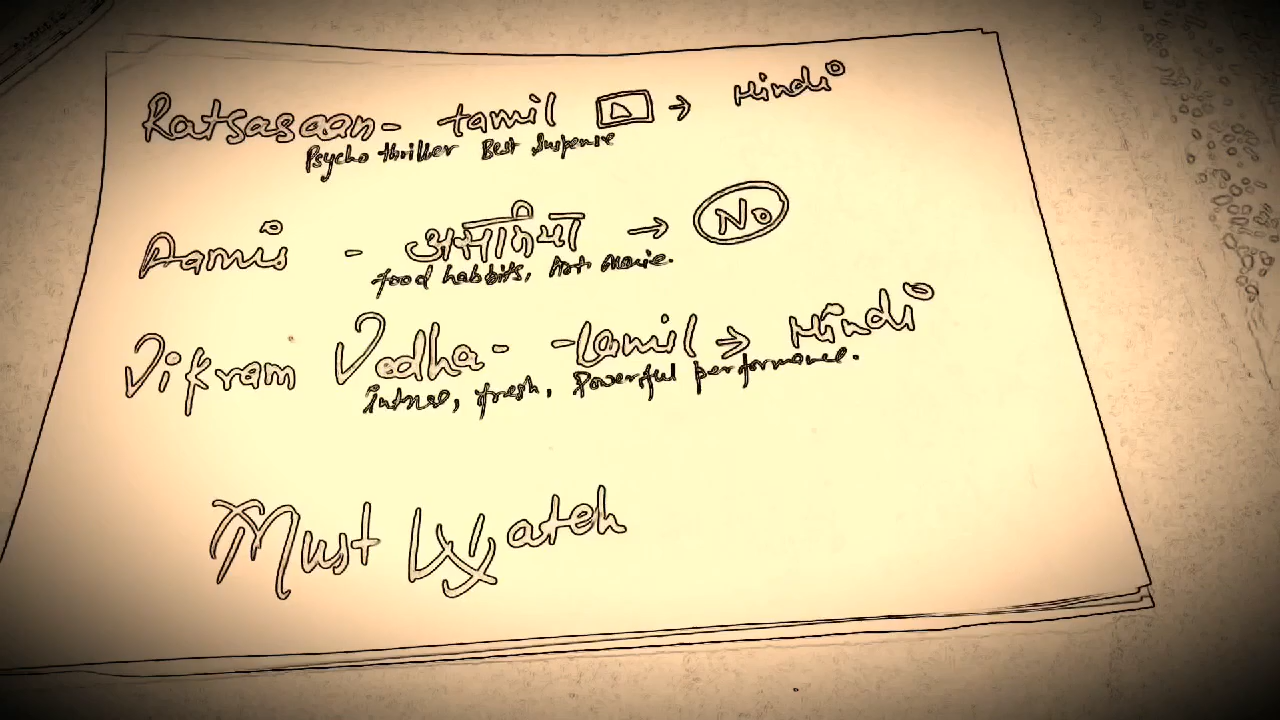 Ratsasaan - tamil → Hindi
Psycho thriller Best Suspense
Aamis - असामिया → No
food habbits, Art movie.
Vikram Vedha - tamil → Hindi
Intense, fresh, Powerful performance.
Must Watch